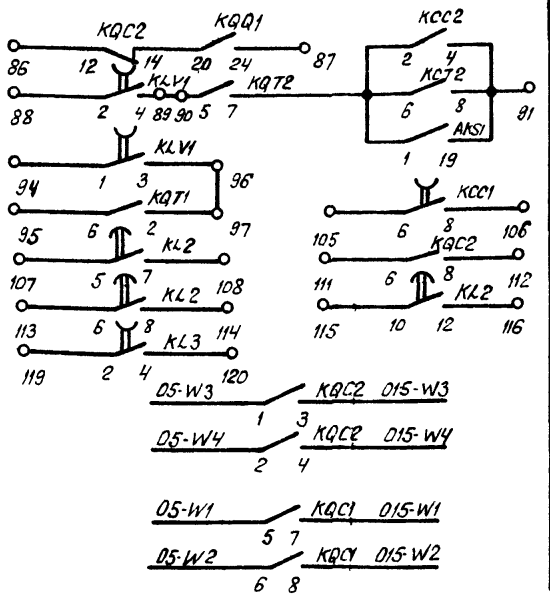 KQC2 KQQ1 KCC2
86 12 14 20 24 87 2 4
KLV1 KQT2 KCT2
88 2 4 89 90 5 7 6 8 91
AKS1
1 19
KLV1
94 1 3 96
KQT1 KCC1
95 6 2 97 105 6 8 106
KL2 KQC2
107 5 7 108 111 6 8 112
KL2 KL2
113 6 8 114 115 10 12 116
KL3
119 2 4 120
05-W3 KQC2 015-W3
1 3
05-W4 KQC2 015-W4
2 4
05-W1 KQC1 015-W1
5 7
05-W2 KQC1 015-W2
6 8